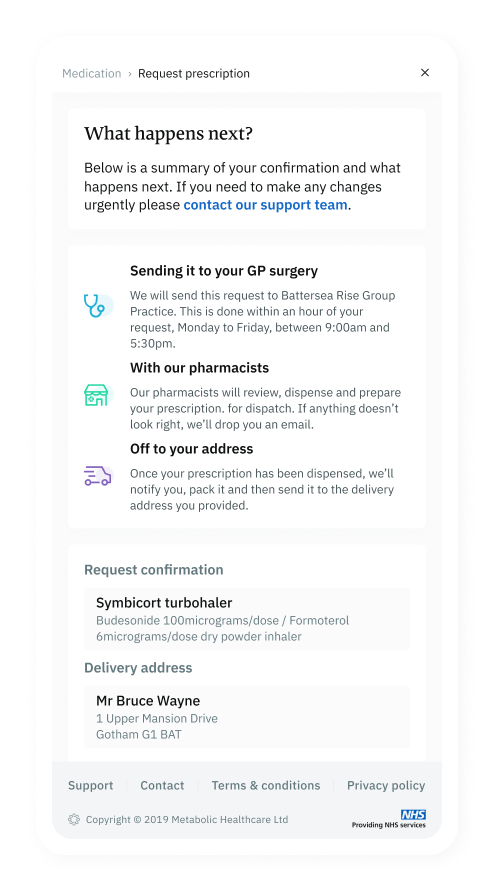 Medication › Request prescription ×
What happens next?
Below is a summary of your confirmation and what
happens next. If you need to make any changes
urgently please contact our support team.
Sending it to your GP surgery
We will send this request to Battersea Rise Group
Practice. This is done within an hour of your
request, Monday to Friday, between 9:00am and
5:30pm.
With our pharmacists
Our pharmacists will review, dispense and prepare
your prescription. for dispatch. If anything doesn’t
look right, we’ll drop you an email.
Off to your address
Once your prescription has been dispensed, we’ll
notify you, pack it and then send it to the delivery
address you provided.
Request confirmation
Symbicort turbohaler
Budesonide 100micrograms/dose / Formoterol
6micrograms/dose dry powder inhaler
Delivery address
Mr Bruce Wayne
1 Upper Mansion Drive
Gotham G1 BAT
Support Contact Terms & conditions Privacy policy
Copyright © 2019 Metabolic Healthcare Ltd
NHS
Providing NHS services